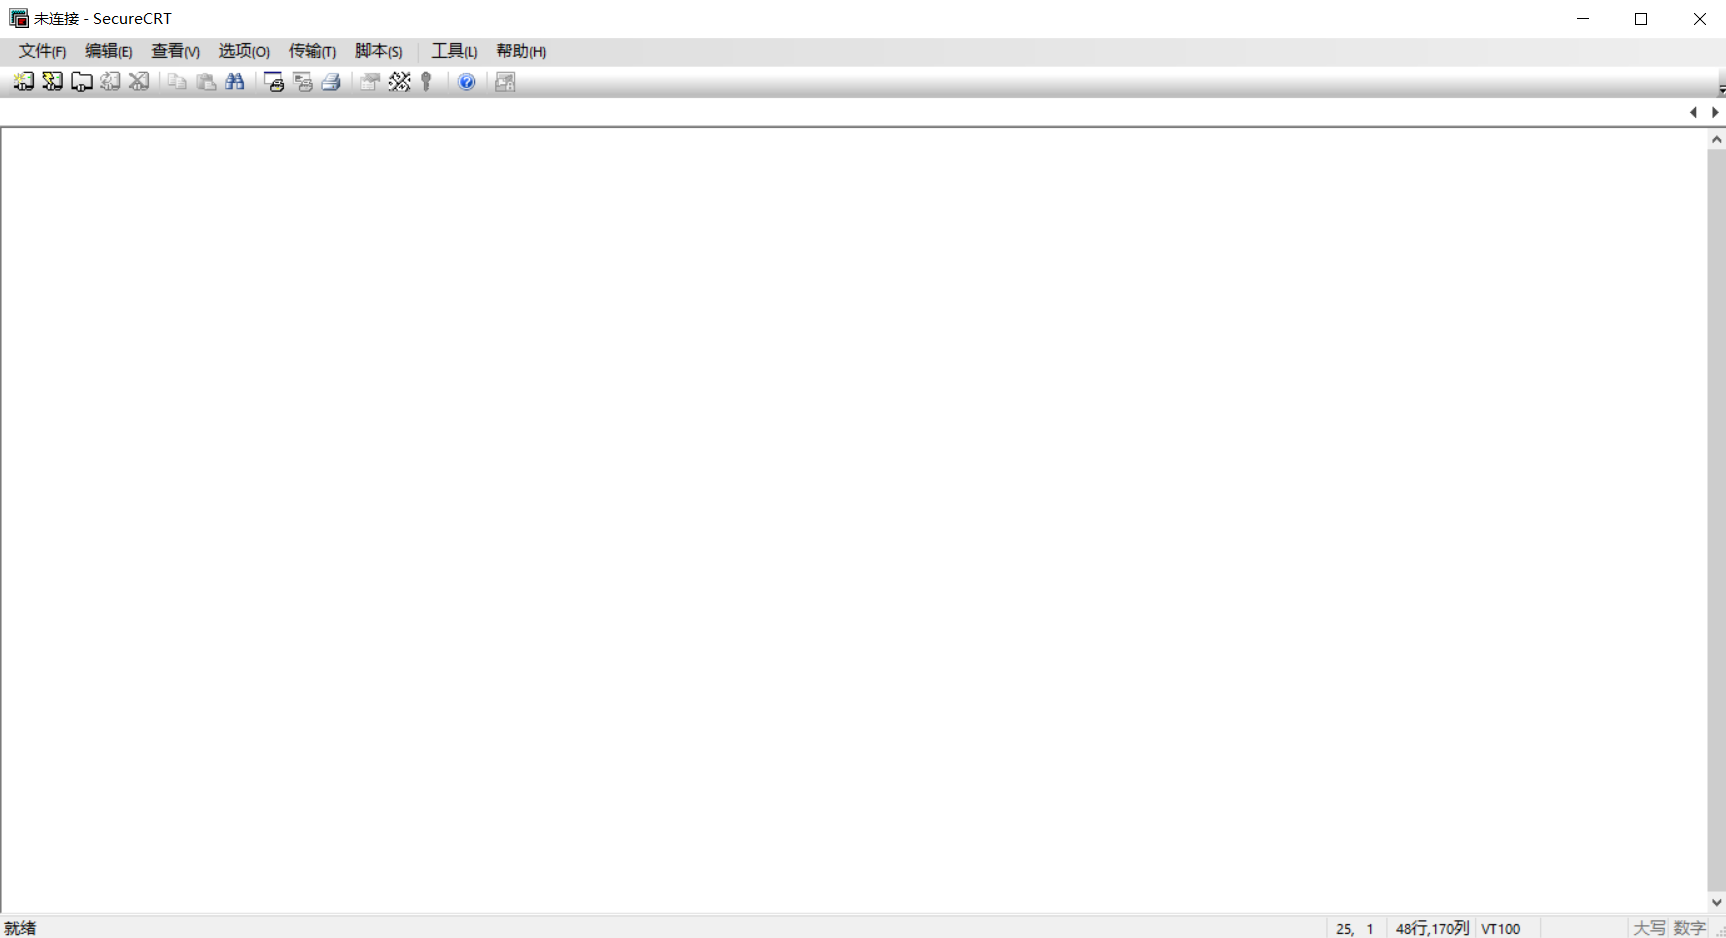 未连接 - SecureCRT
文件(F) 编辑(E) 查看(V) 选项(O) 传输(T) 脚本(S) 工具(L) 帮助(H)
就绪 25, 1 48行,170列 VT100 大写 数字